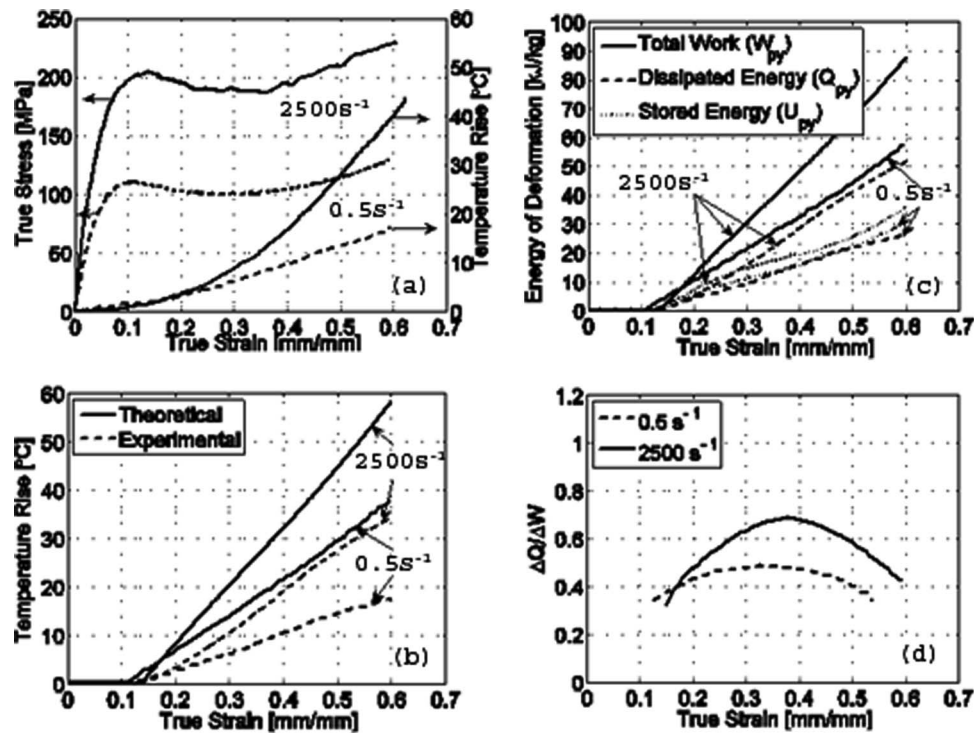 True Stress [MPa]
250
200
150
100
50
0
60
50
40
30
20
10
0
Temperature Rise [°C]
2500s⁻¹
0.5s⁻¹
(a)
0 0.1 0.2 0.3 0.4 0.5 0.6 0.7
True Strain [mm/mm]
Energy of Deformation [kJ/kg]
100
90
80
70
60
50
40
30
20
10
0
Total Work (Wpy)
Dissipated Energy (Qpy)
Stored Energy (Upy)
2500s⁻¹
0.5s⁻¹
(c)
0 0.1 0.2 0.3 0.4 0.5 0.6 0.7
True Strain [mm/mm]
Temperature Rise [°C]
60
50
40
30
20
10
0
Theoretical
Experimental
2500s⁻¹
0.5s⁻¹
(b)
0 0.1 0.2 0.3 0.4 0.5 0.6 0.7
True Strain [mm/mm]
ΔQ/ΔW
1.2
1
0.8
0.6
0.4
0.2
0
0.5 s⁻¹
2500 s⁻¹
(d)
0 0.1 0.2 0.3 0.4 0.5 0.6 0.7
True Strain [mm/mm]